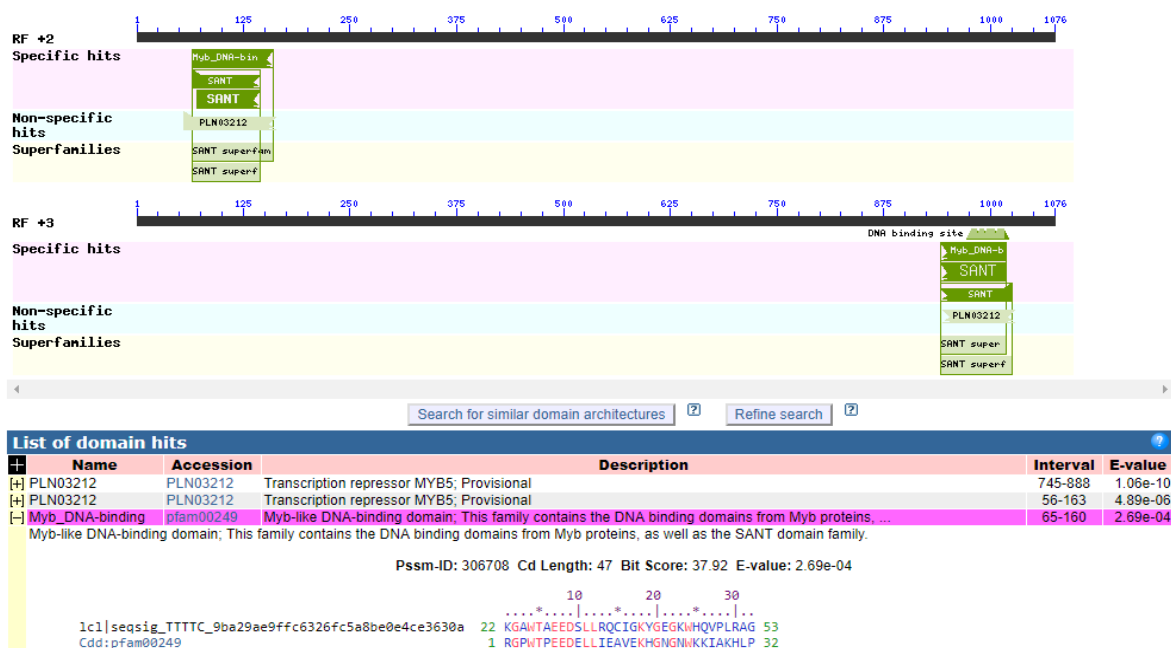 1 125 250 375 500 625 750 875 1000 1076
RF +2
Specific hits
Myb_DNA-bin
SANT
SANT
Non-specific
hits
PLN03212
Superfamilies
SANT superfam
SANT superf
1 125 250 375 500 625 750 875 1000 1076
RF +3
DNA binding site
Specific hits
Myb_DNA-b
SANT
SANT
Non-specific
hits
PLN03212
Superfamilies
SANT super
SANT superf
Search for similar domain architectures ? Refine search ?
List of domain hits ?
+ Name Accession Description Interval E-value
[+] PLN03212 PLN03212 Transcription repressor MYB5; Provisional 745-888 1.06e-10
[+] PLN03212 PLN03212 Transcription repressor MYB5; Provisional 56-163 4.89e-06
[–] Myb_DNA-binding pfam00249 Myb-like DNA-binding domain; This family contains the DNA binding domains from Myb proteins, ... 65-160 2.69e-04
Myb-like DNA-binding domain; This family contains the DNA binding domains from Myb proteins, as well as the SANT domain family.
Pssm-ID: 306708 Cd Length: 47 Bit Score: 37.92 E-value: 2.69e-04
10 20 30
....*....|....*....|....*....|..
lcl|seqsig_TTTTC_9ba29ae9ffc6326fc5a8be0e4ce3630a 22 KGAWTAEEDSLLRQCIGKYGEGKWHQVPLRAG 53
Cdd:pfam00249 1 RGPWTPEEDELLIEAVEKHGNGNWKKIAKHLP 32